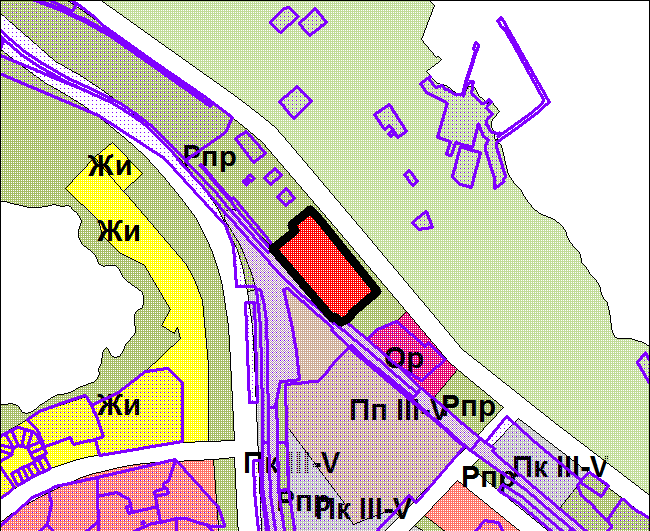 Рпр
Жи
Жи
Ор
Жи
Пп III-V
Рпр
Пк III-V
Рпр
Пк III-V
Рпр
Пк III-V